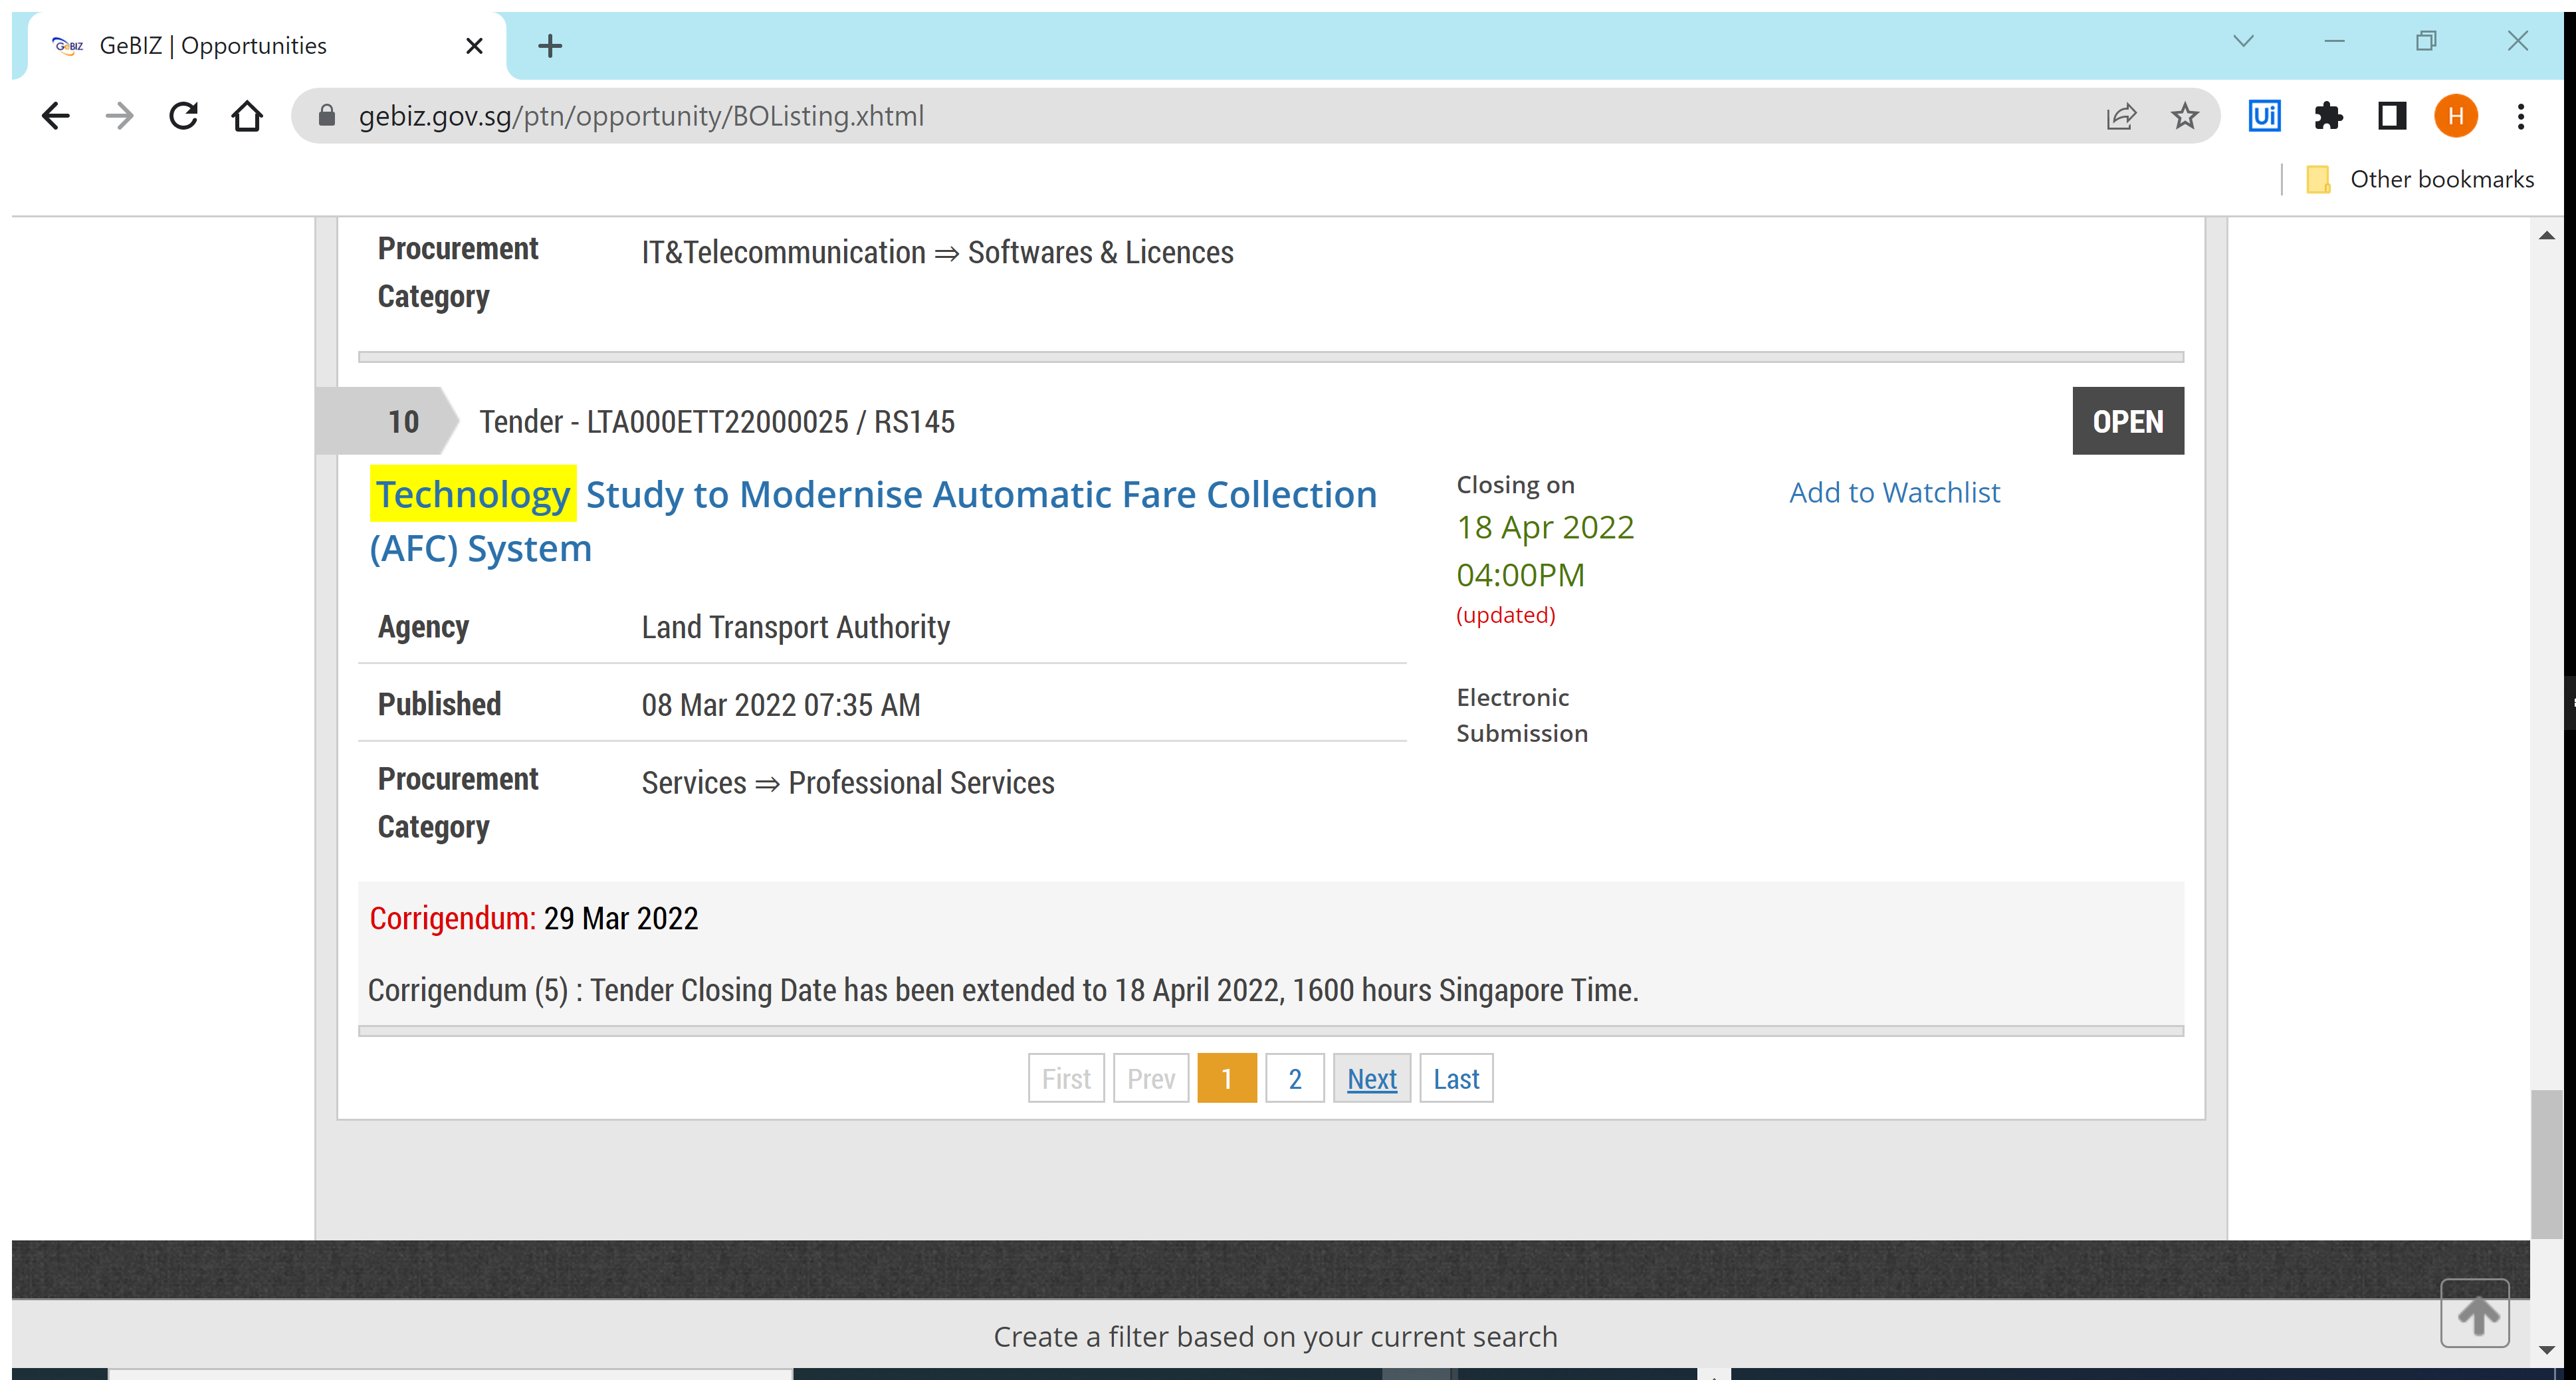 GeBIZ | Opportunities
gebiz.gov.sg/ptn/opportunity/BOListing.xhtml
Ui
H
Other bookmarks
Procurement Category
IT&Telecommunication ⇒ Softwares & Licences
10
Tender - LTA000ETT22000025 / RS145
OPEN
Technology Study to Modernise Automatic Fare Collection
(AFC) System
Closing on
18 Apr 2022
04:00PM
(updated)
Add to Watchlist
Agency
Land Transport Authority
Published
08 Mar 2022 07:35 AM
Electronic
Submission
Procurement
Category
Services ⇒ Professional Services
Corrigendum: 29 Mar 2022
Corrigendum (5) : Tender Closing Date has been extended to 18 April 2022, 1600 hours Singapore Time.
First Prev 1 2 Next Last
Create a filter based on your current search